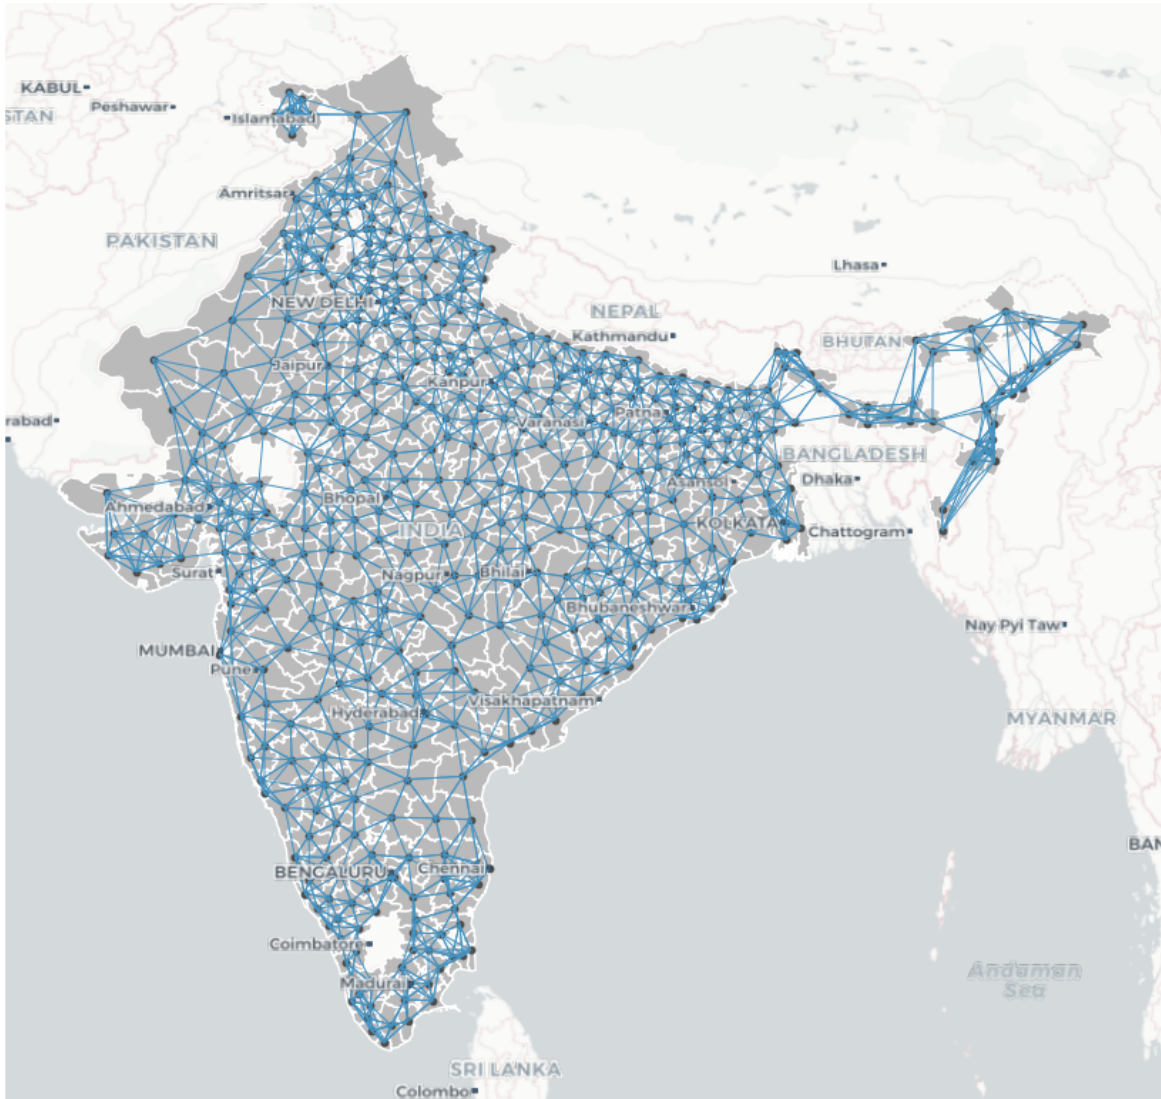 KABUL
Peshawar
STAN
Islamabad
Amritsar
PAKISTAN
Lhasa
NEW DELHI
NEPAL
Kathmandu
BHUTAN
Jaipur
Kanpur
rabad
Patna
Varanasi
BANGLADESH
Asansol
Dhaka
Ahmedabad
Bhopal
INDIA
KOLKATA
Chattogram
Surat
Nagpur
Bhilai
Bhubaneshwar
Nay Pyi Taw
MUMBAI
Pune
Visakhapatnam
Hyderabad
MYANMAR
BAN
BENGALURU
Chennai
Coimbatore
Andaman
Sea
Madurai
SRI LANKA
Colombo